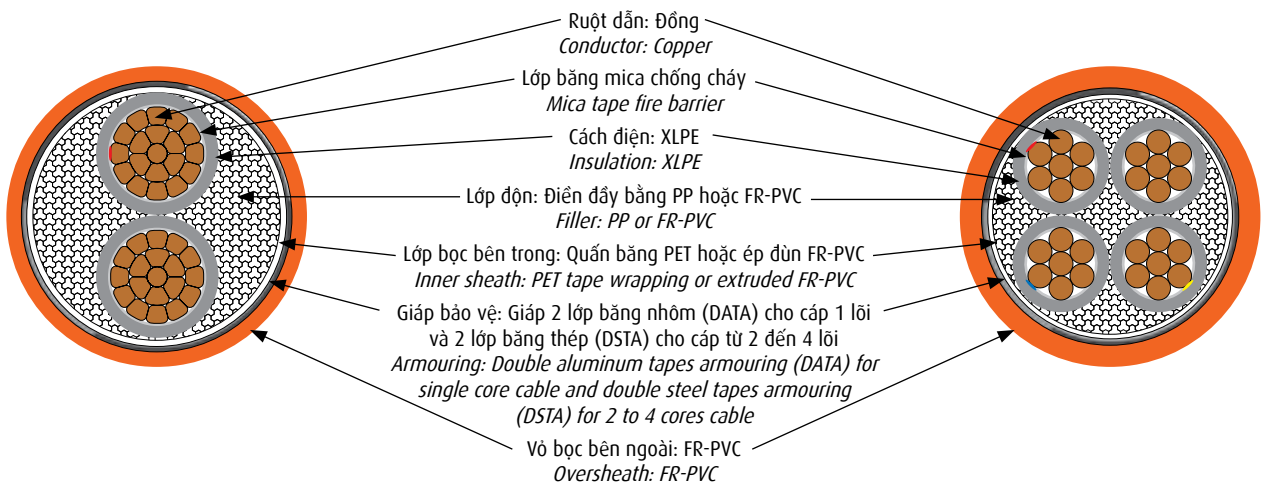 Ruột dẫn: Đồng
Conductor: Copper
Lớp băng mica chống cháy
Mica tape fire barrier
Cách điện: XLPE
Insulation: XLPE
Lớp độn: Điền đầy bằng PP hoặc FR-PVC
Filler: PP or FR-PVC
Lớp bọc bên trong: Quấn băng PET hoặc ép đùn FR-PVC
Inner sheath: PET tape wrapping or extruded FR-PVC
Giáp bảo vệ: Giáp 2 lớp băng nhôm (DATA) cho cáp 1 lõi
và 2 lớp băng thép (DSTA) cho cáp từ 2 đến 4 lõi
Armouring: Double aluminum tapes armouring (DATA) for
single core cable and double steel tapes armouring
(DSTA) for 2 to 4 cores cable
Vỏ bọc bên ngoài: FR-PVC
Oversheath: FR-PVC